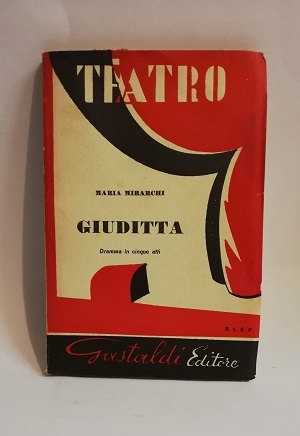 TEATRO
MARIA MIRARCHI
GIUDITTA
Dramma in cinque atti
Gastaldi Editore